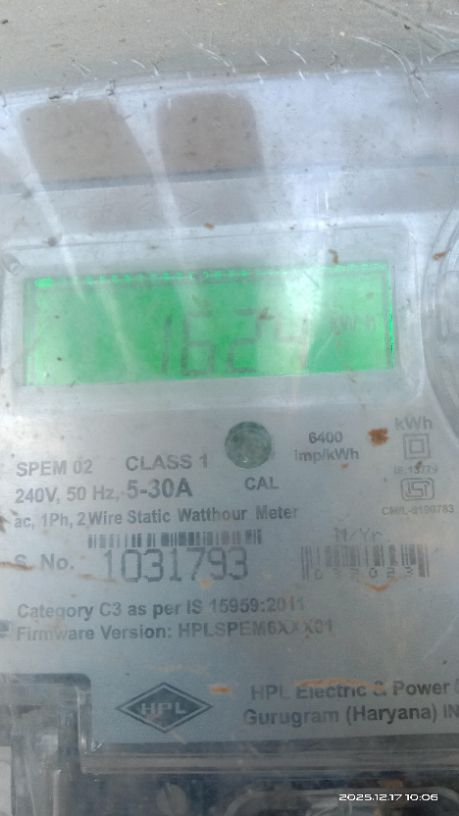 1624
kWh
6400
imp/kWh
SPEM 02 CLASS 1
CAL
240V, 50 Hz, 5-30A
ac, 1Ph, 2 Wire Static Watthour Meter
M/Yr.
S. No. 1031793
Category C3 as per IS 15959:2011
Firmware Version: HPLSPEM6XXX01
HPL
HPL Electric & Power
Gurugram (Haryana) IN
2025.12.17 10:06